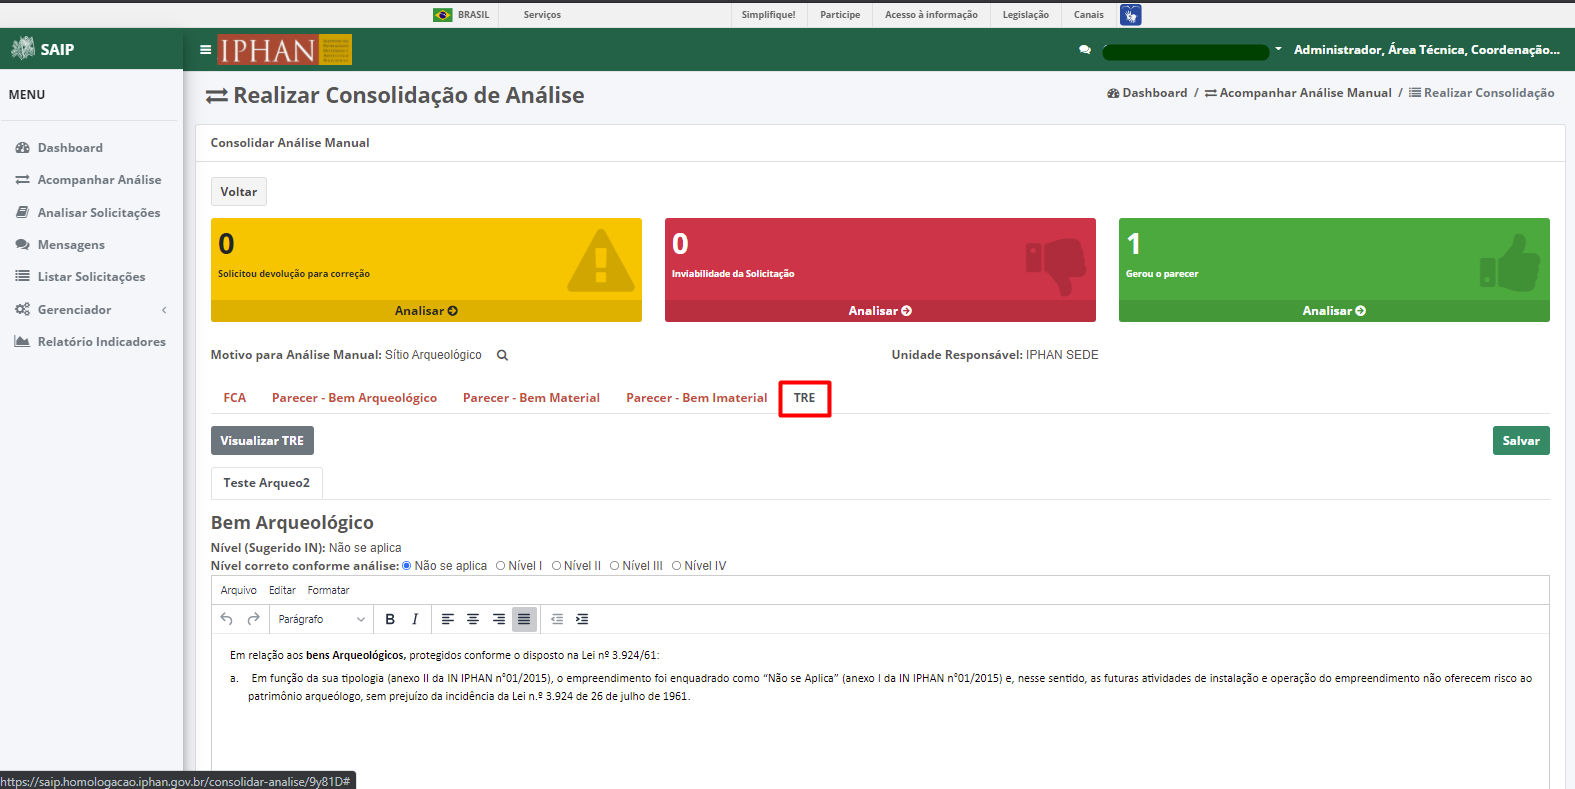 BRASIL Serviços Simplifique! Participe Acesso à informação Legislação Canais
SAIP IPHAN Administrador, Área Técnica, Coordenação...
MENU
Dashboard
Acompanhar Análise
Analisar Solicitações
Mensagens
Listar Solicitações
Gerenciador
Relatório Indicadores
Realizar Consolidação de Análise
Dashboard / Acompanhar Análise Manual / Realizar Consolidação
Consolidar Análise Manual
Voltar
0
Solicitou devolução para correção
Analisar
0
Inviabilidade da Solicitação
Analisar
1
Gerou o parecer
Analisar
Motivo para Análise Manual: Sítio Arqueológico
Unidade Responsável: IPHAN SEDE
FCA Parecer - Bem Arqueológico Parecer - Bem Material Parecer - Bem Imaterial TRE
Visualizar TRE Salvar
Teste Arqueo2
Bem Arqueológico
Nível (Sugerido IN): Não se aplica
Nível correto conforme análise: Não se aplica Nível I Nível II Nível III Nível IV
Arquivo Editar Formatar
Parágrafo B I
Em relação aos bens Arqueológicos, protegidos conforme o disposto na Lei nº 3.924/61:
a. Em função da sua tipologia (anexo II da IN IPHAN n°01/2015), o empreendimento foi enquadrado como “Não se Aplica” (anexo I da IN IPHAN n°01/2015) e, nesse sentido, as futuras atividades de instalação e operação do empreendimento não oferecem risco ao
patrimônio arqueólogo, sem prejuízo da incidência da Lei n.º 3.924 de 26 de julho de 1961.
https://saip.homologacao.iphan.gov.br/consolidar-analise/9y81D#